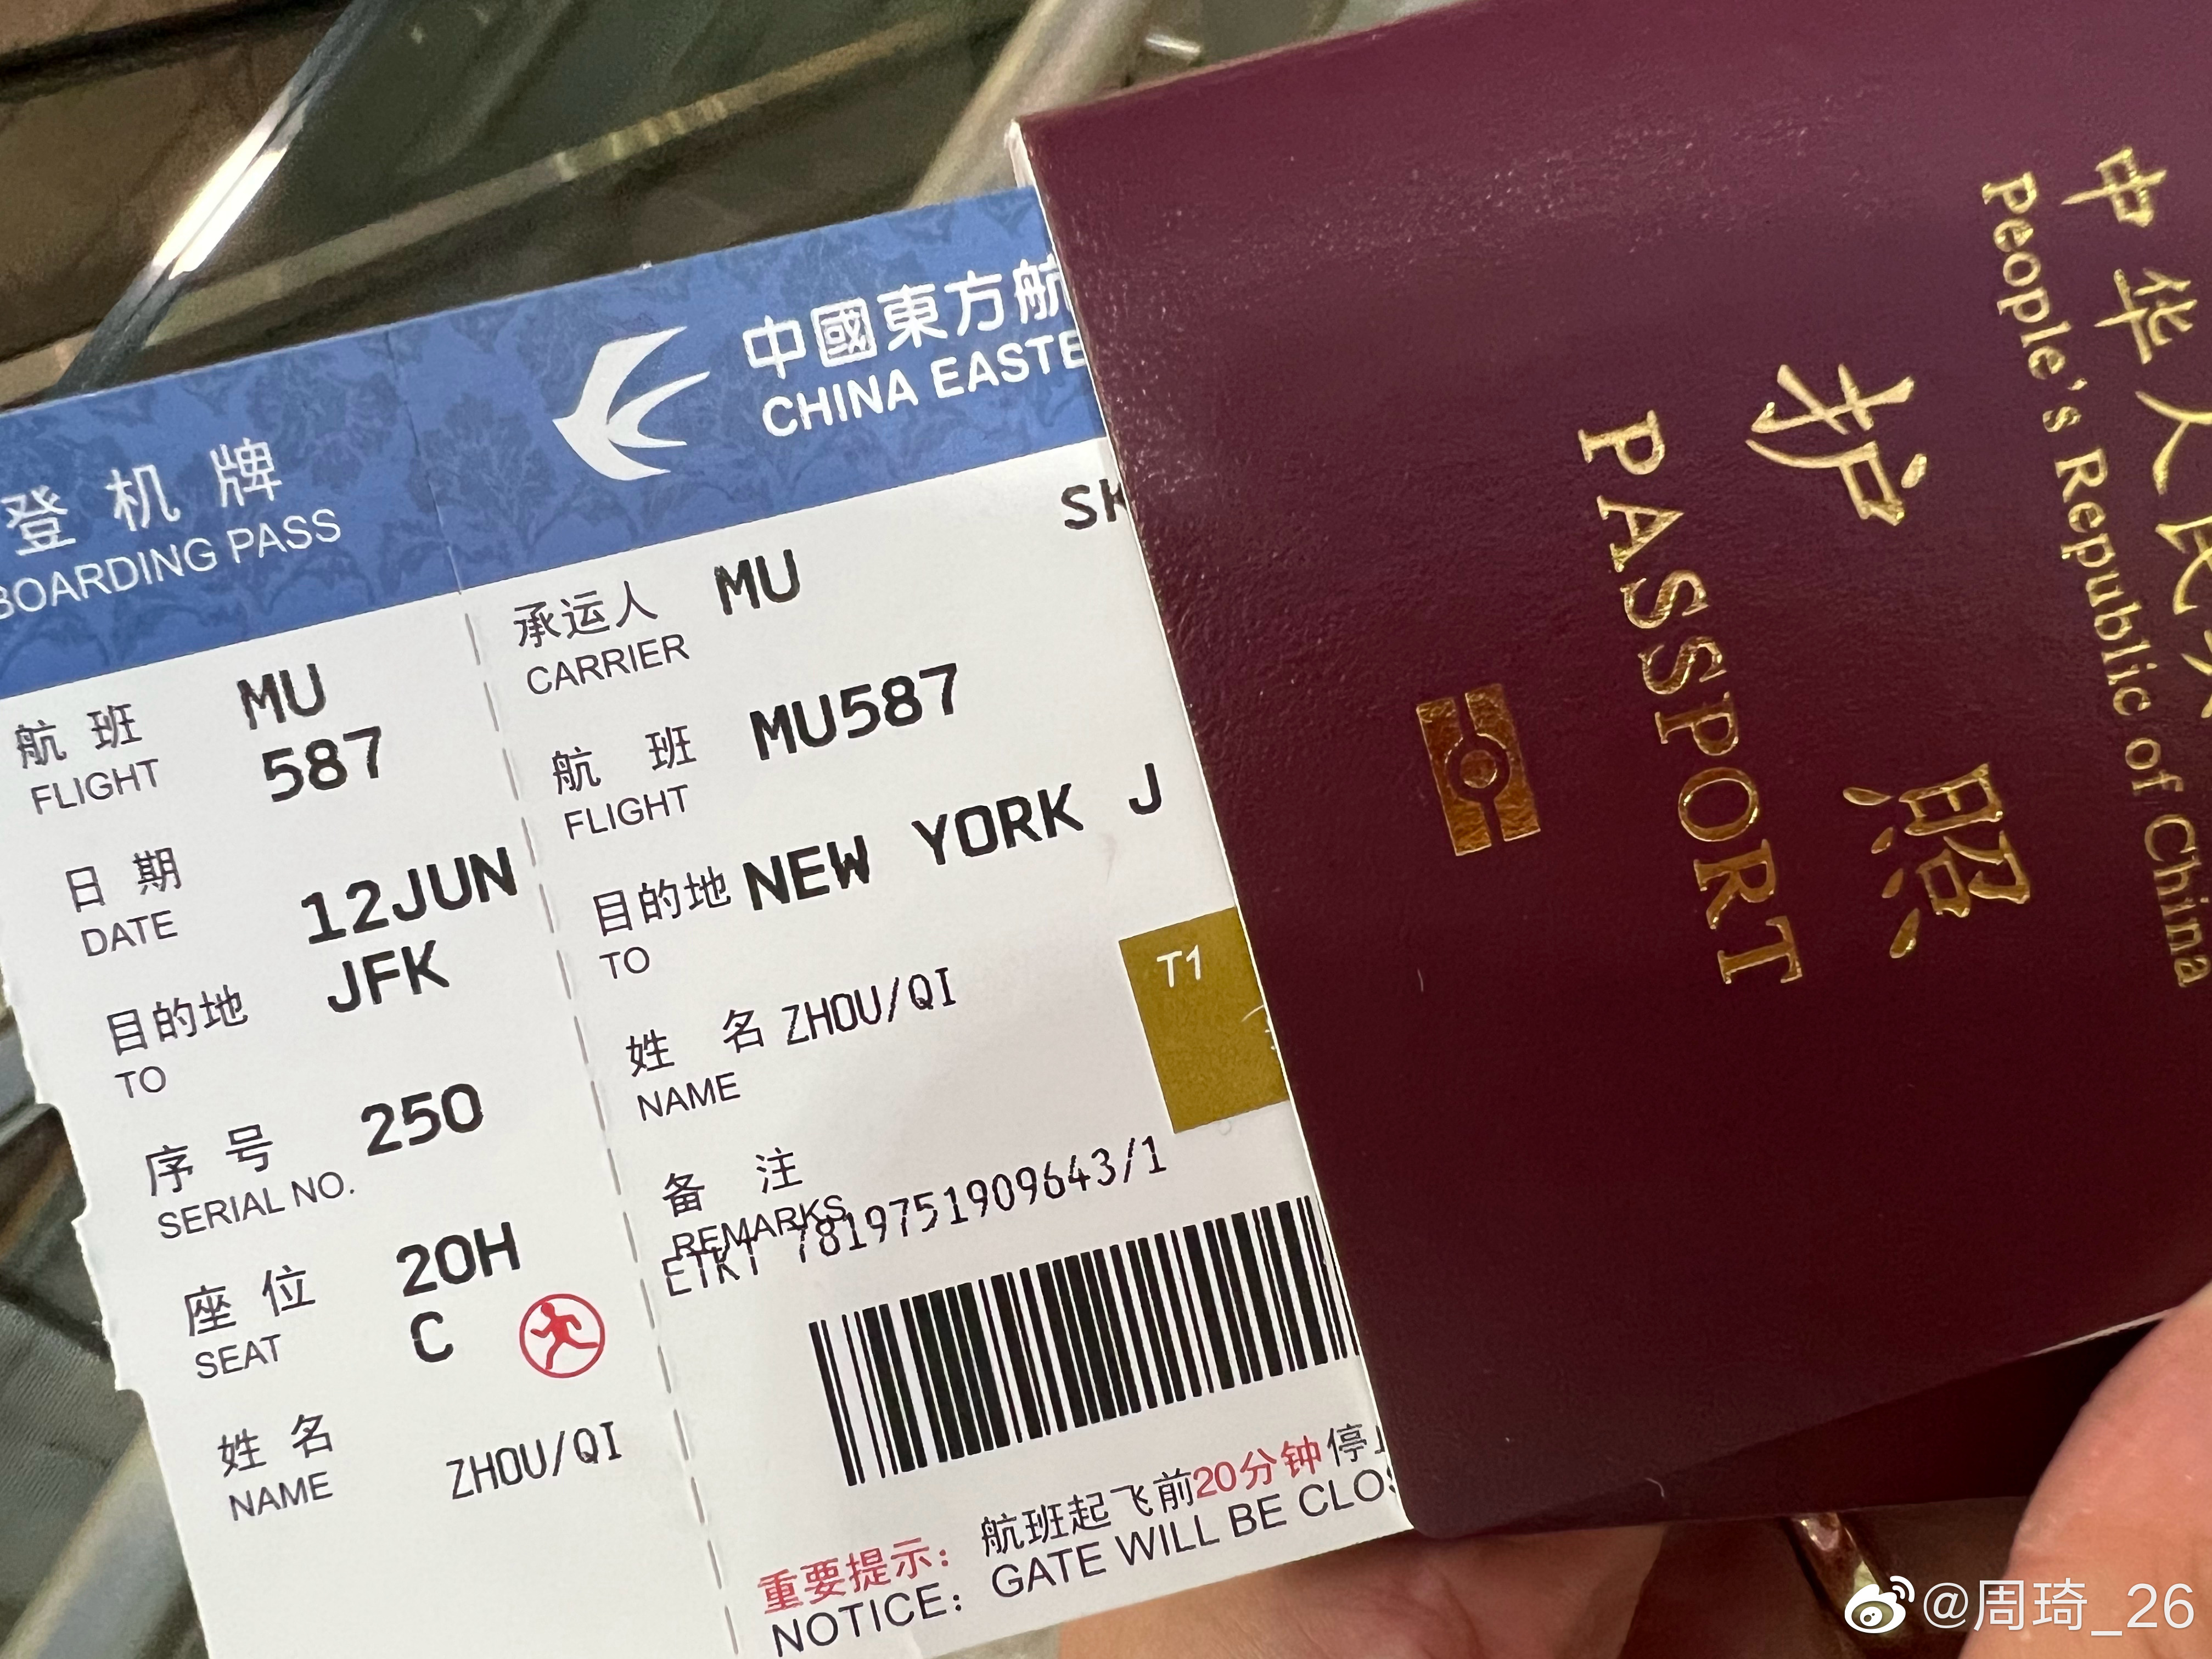 登机牌
BOARDING PASS
航班 MU
FLIGHT 587
日期 12JUN
DATE
目的地 JFK
TO
序号 250
SERIAL NO.
座位 20H
SEAT C
姓名
NAME ZHOU/QI
中國東方航
CHINA EASTE
SK
承运人 MU
CARRIER
航班 MU587
FLIGHT
目的地 NEW YORK J
TO
T1
姓名 ZHOU/QI
NAME
备注
REMARKS
ETKT 7819751909643/1
重要提示：航班起飞前20分钟停
NOTICE: GATE WILL BE CLOS
中华人民
People's Republic of China
护照
PASSPORT
@周琦_26